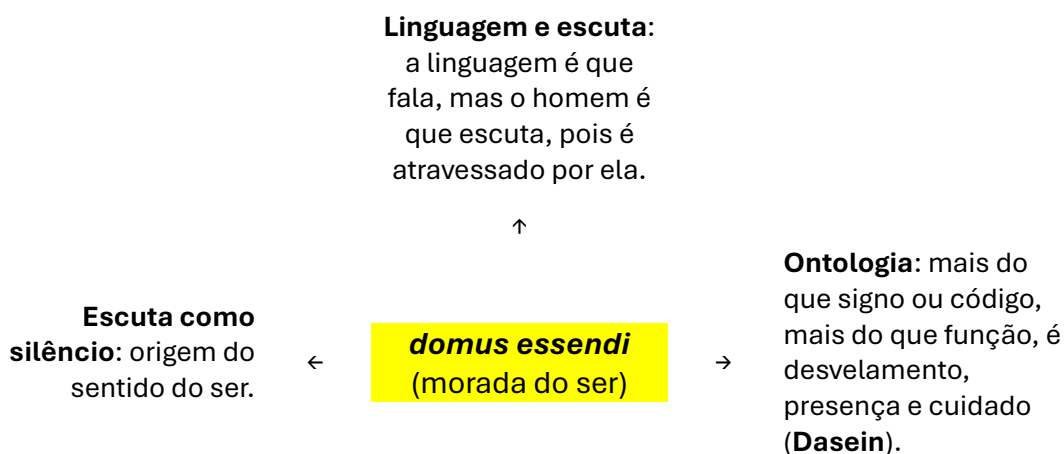 Linguagem e escuta:
a linguagem é que
fala, mas o homem é
que escuta, pois é
atravessado por ela.
↑
Escuta como
silêncio: origem do
sentido do ser.
←
domus essendi
(morada do ser)
→
Ontologia: mais do
que signo ou código,
mais do que função, é
desvelamento,
presença e cuidado
(Dasein).